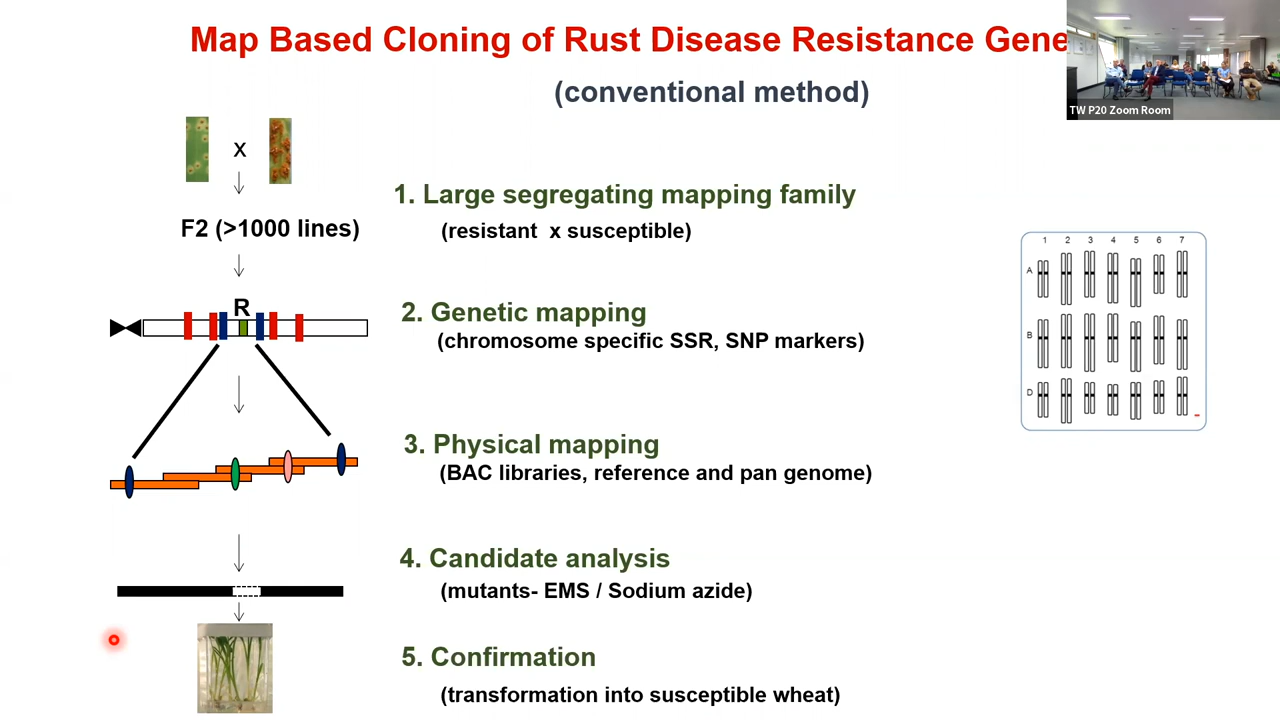 Map Based Cloning of Rust Disease Resistance Gene
(conventional method)
TW P20 Zoom Room
x
F2 (>1000 lines)
R
1. Large segregating mapping family
(resistant x susceptible)
2. Genetic mapping
(chromosome specific SSR, SNP markers)
3. Physical mapping
(BAC libraries, reference and pan genome)
4. Candidate analysis
(mutants- EMS / Sodium azide)
5. Confirmation
(transformation into susceptible wheat)
1 2 3 4 5 6 7
A
B
D